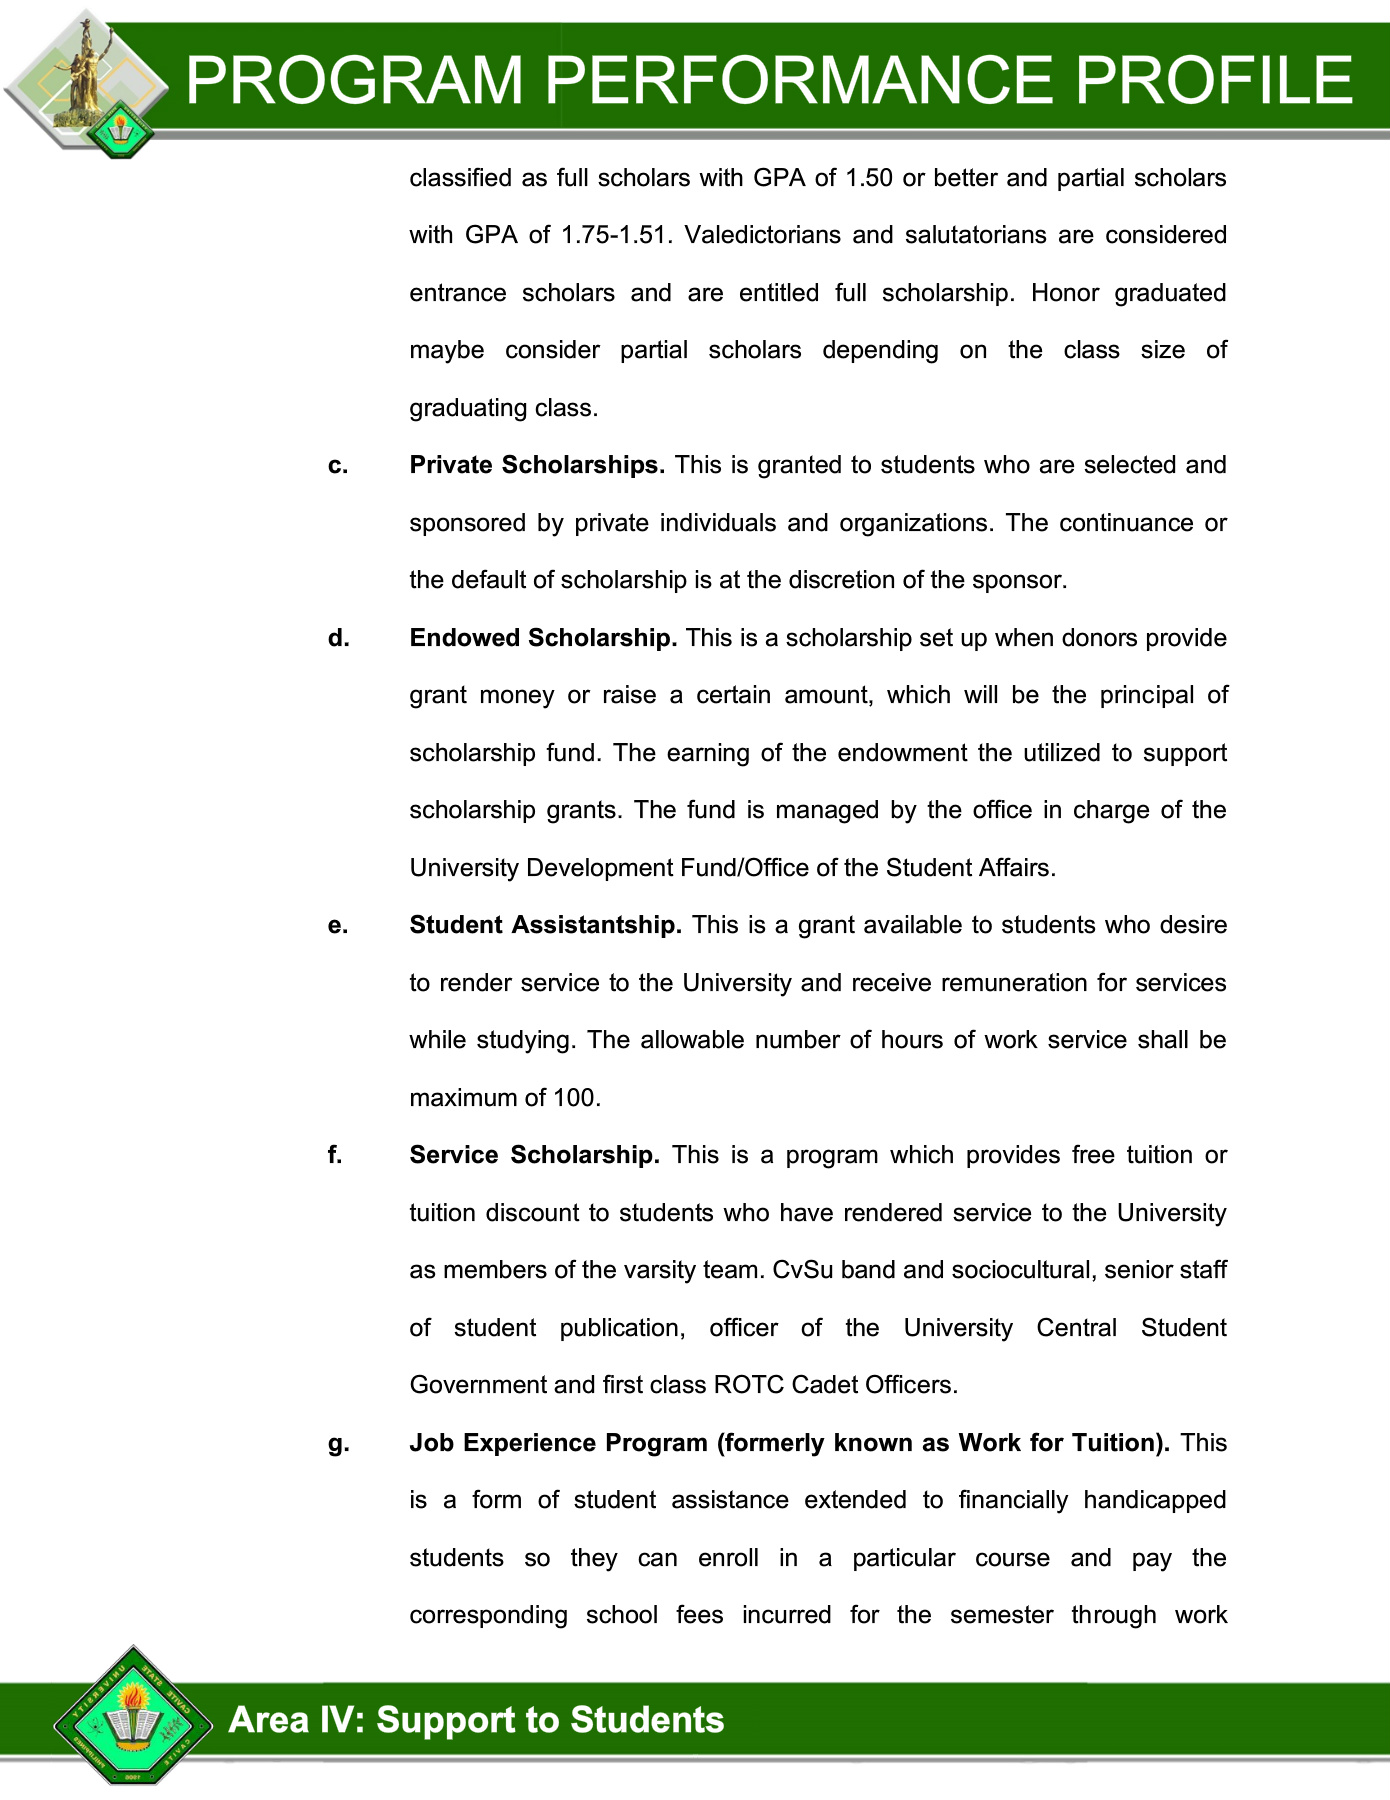 PROGRAM PERFORMANCE PROFILE
classified as full scholars with GPA of 1.50 or better and partial scholars
with GPA of 1.75-1.51. Valedictorians and salutatorians are considered
entrance scholars and are entitled full scholarship. Honor graduated
maybe consider partial scholars depending on the class size of
graduating class.
c. Private Scholarships. This is granted to students who are selected and
sponsored by private individuals and organizations. The continuance or
the default of scholarship is at the discretion of the sponsor.
d. Endowed Scholarship. This is a scholarship set up when donors provide
grant money or raise a certain amount, which will be the principal of
scholarship fund. The earning of the endowment the utilized to support
scholarship grants. The fund is managed by the office in charge of the
University Development Fund/Office of the Student Affairs.
e. Student Assistantship. This is a grant available to students who desire
to render service to the University and receive remuneration for services
while studying. The allowable number of hours of work service shall be
maximum of 100.
f. Service Scholarship. This is a program which provides free tuition or
tuition discount to students who have rendered service to the University
as members of the varsity team. CvSu band and sociocultural, senior staff
of student publication, officer of the University Central Student
Government and first class ROTC Cadet Officers.
g. Job Experience Program (formerly known as Work for Tuition). This
is a form of student assistance extended to financially handicapped
students so they can enroll in a particular course and pay the
corresponding school fees incurred for the semester through work
CAVITE STATE UNIVERSITY
CAVITE PHILIPPINES
Area IV: Support to Students